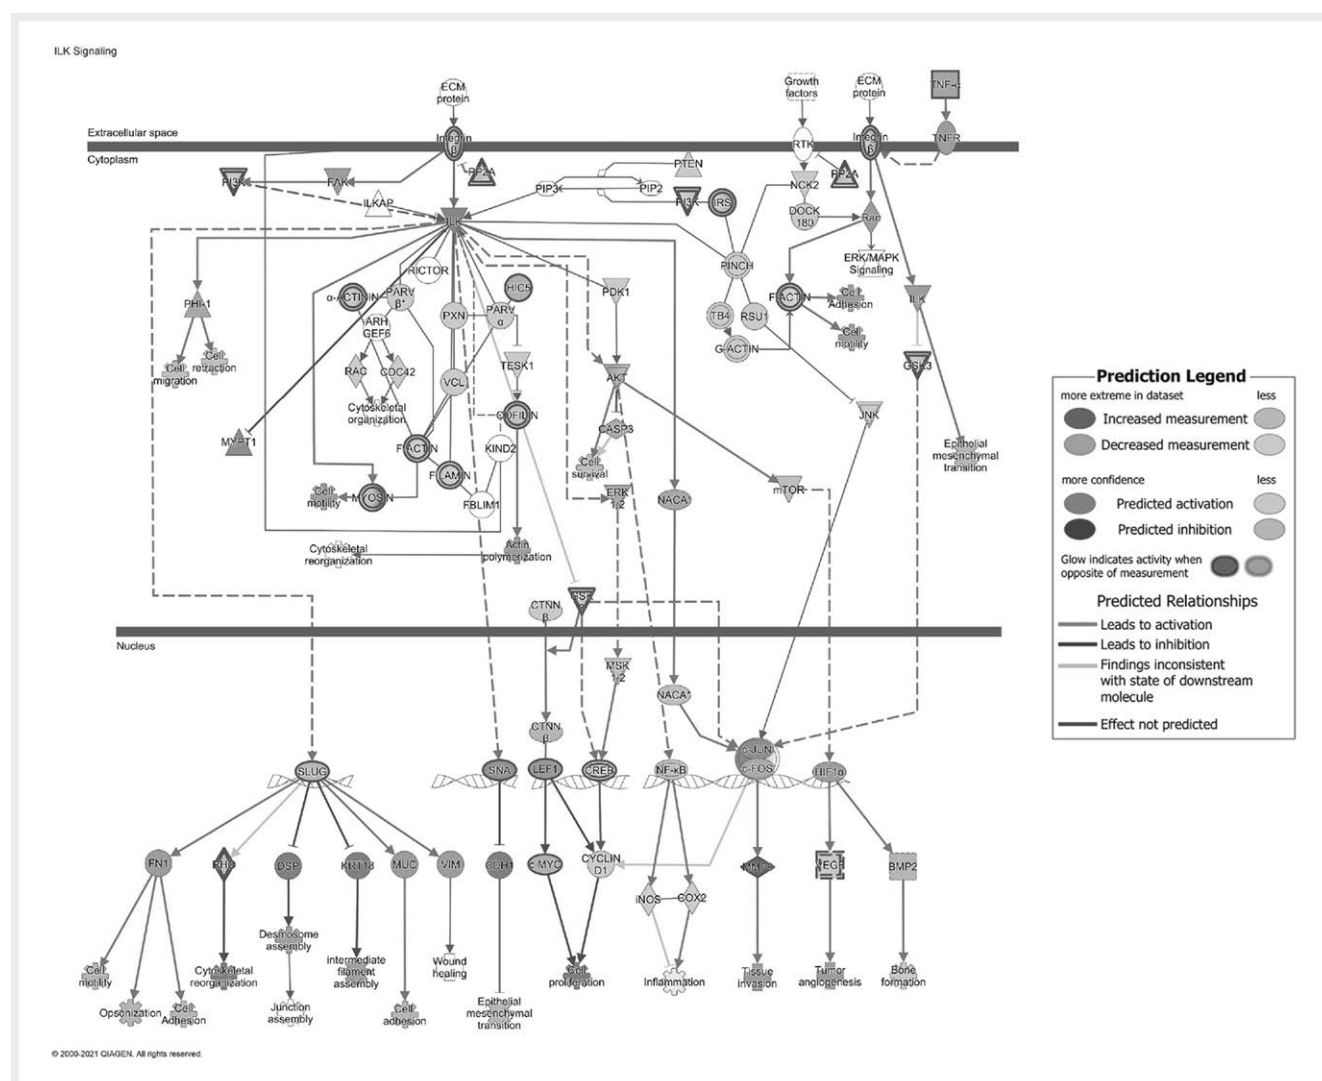 ILK Signaling
ECM
protein
Growth
factors
ECM
protein
TNF-α
Extracellular space
Integrin
β
RTK
Integrin
β
TNFR
Cytoplasm
PI3K
FAK
PP2A
PTEN
PIP3
PIP2
NCK2
PP2A
ILKAP
PI3K
IRS
ILK
DOCK
180
Rac
ERK/MAPK
Signaling
RICTOR
PINCH
PHI-1
α-ACTININ
PARV
β*
HIC5
PDK1
F-ACTIN
Cell
Adhesion
ILK
PXN
PARV
α
TB4
RSU1
ARH
GEF6
Cell
motility
G-ACTIN
Cell
migration
Cell
retraction
RAC
CDC42
TESK1
GSK3
VCL
AKT
Cytoskeletal
organization
COFILIN
CASP3
JNK
MYPT1
F-ACTIN
KIND2
Epithelial
mesenchymal
transition
Cell
survival
FILAMIN
Cell
motility
MYOSIN
FBLIM1
ERK
1/2
NACA*
mTOR
Cytoskeletal
reorganization
Actin
polymerization
CTNN
β
Nucleus
MSK
1/2
NACA*
CTNN
β
SLUG
SNA
LEF1
CREB
NF-κB
c-JUN
c-FOS
HIF1α
FN1
RHO
DSP
KRT18
MUC
VIM
CDH1
c-MYC
CYCLIN
D1
MMP9
VEGF
BMP2
iNOS
COX2
Desmosome
assembly
Cell
motility
Cytoskeletal
reorganization
intermediate
filament
assembly
Wound
healing
Cell
proliferation
Inflammation
Tissue
invasion
Tumor
angiogenesis
Bone
formation
Opsonization
Cell
Adhesion
Junction
assembly
Cell
adhesion
Epithelial
mesenchymal
transition
© 2000-2021 QIAGEN. All rights reserved.
Prediction Legend
more extreme in dataset less
Increased measurement
Decreased measurement
more confidence less
Predicted activation
Predicted inhibition
Glow indicates activity when
opposite of measurement
Predicted Relationships
Leads to activation
Leads to inhibition
Findings inconsistent
with state of downstream
molecule
Effect not predicted